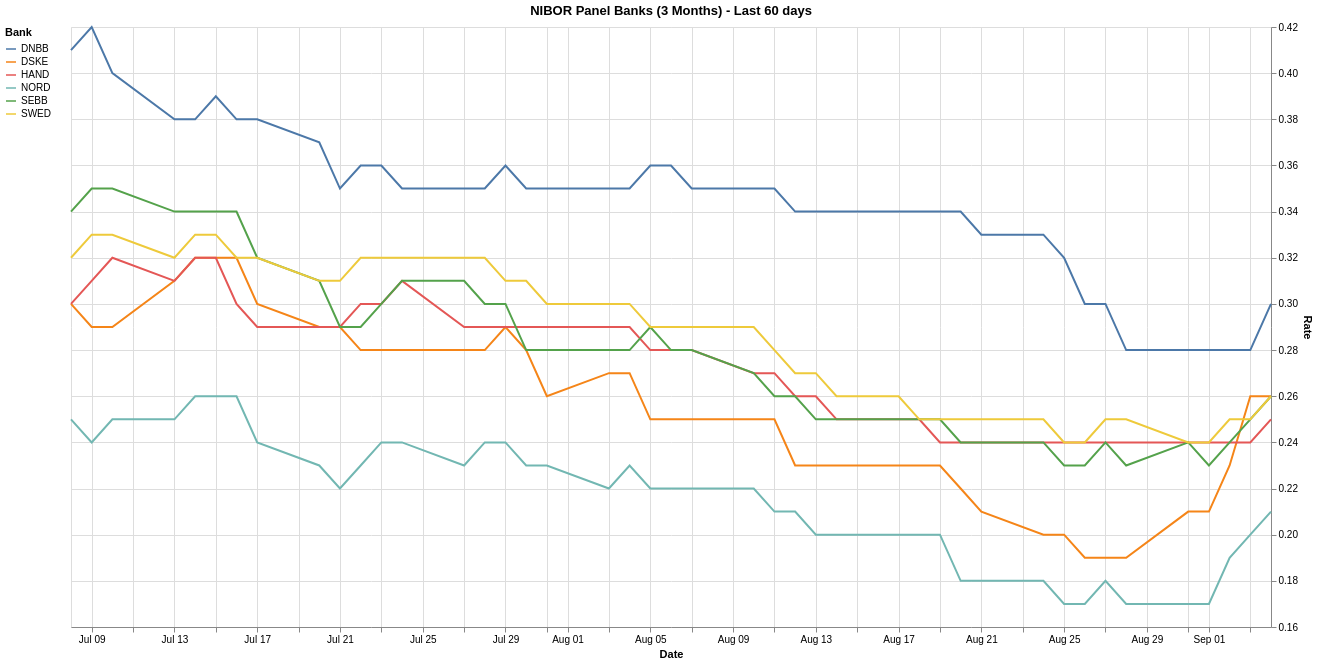 NIBOR Panel Banks (3 Months) - Last 60 days
Bank
DNBB
DSKE
HAND
NORD
SEBB
SWED
0.42
0.40
0.38
0.36
0.34
0.32
0.30
0.28
0.26
0.24
0.22
0.20
0.18
0.16
Rate
Jul 09 Jul 13 Jul 17 Jul 21 Jul 25 Jul 29 Aug 01 Aug 05 Aug 09 Aug 13 Aug 17 Aug 21 Aug 25 Aug 29 Sep 01
Date